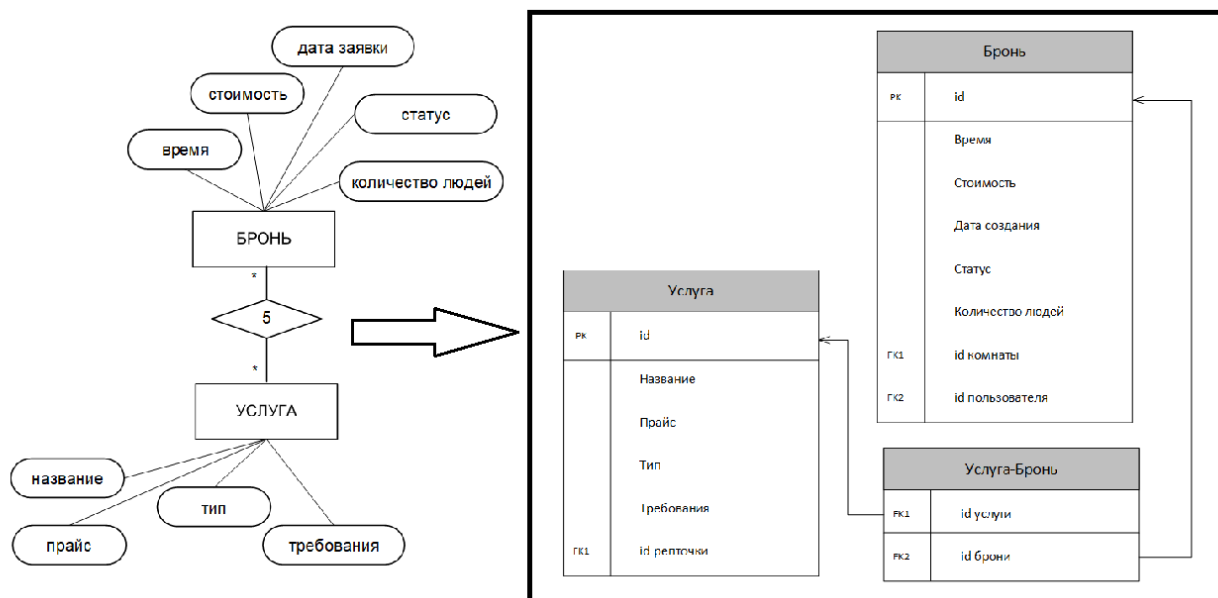 дата заявки
стоимость
статус
время
количество людей
БРОНЬ
*
5
*
УСЛУГА
название
тип
прайс
требования
Бронь
PK id
Время
Стоимость
Дата создания
Статус
Количество людей
FK1 id комнаты
FK2 id пользователя
Услуга
PK id
Название
Прайс
Тип
Требования
FK1 id репточки
Услуга-Бронь
FK1 id услуги
FK2 id брони